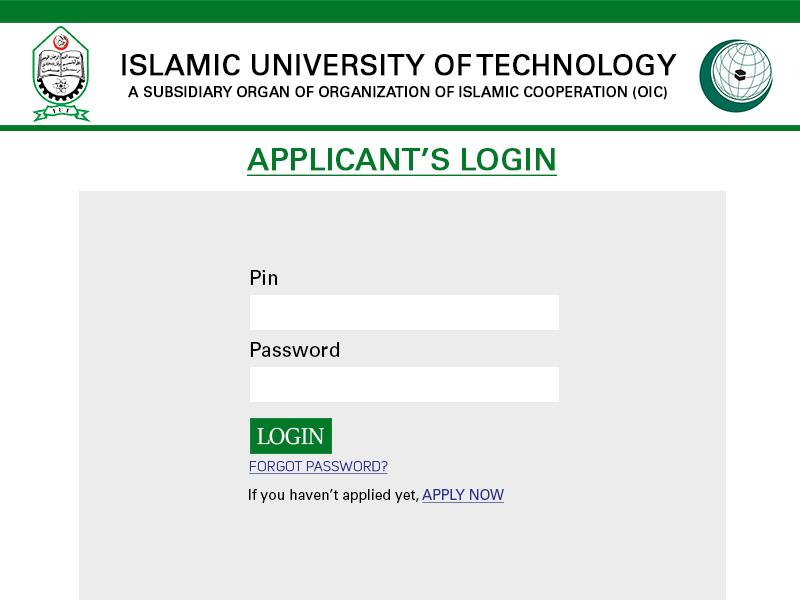 ISLAMIC UNIVERSITY OF TECHNOLOGY
A SUBSIDIARY ORGAN OF ORGANIZATION OF ISLAMIC COOPERATION (OIC)
APPLICANT'S LOGIN
Pin
Password
LOGIN
FORGOT PASSWORD?
If you haven't applied yet, APPLY NOW